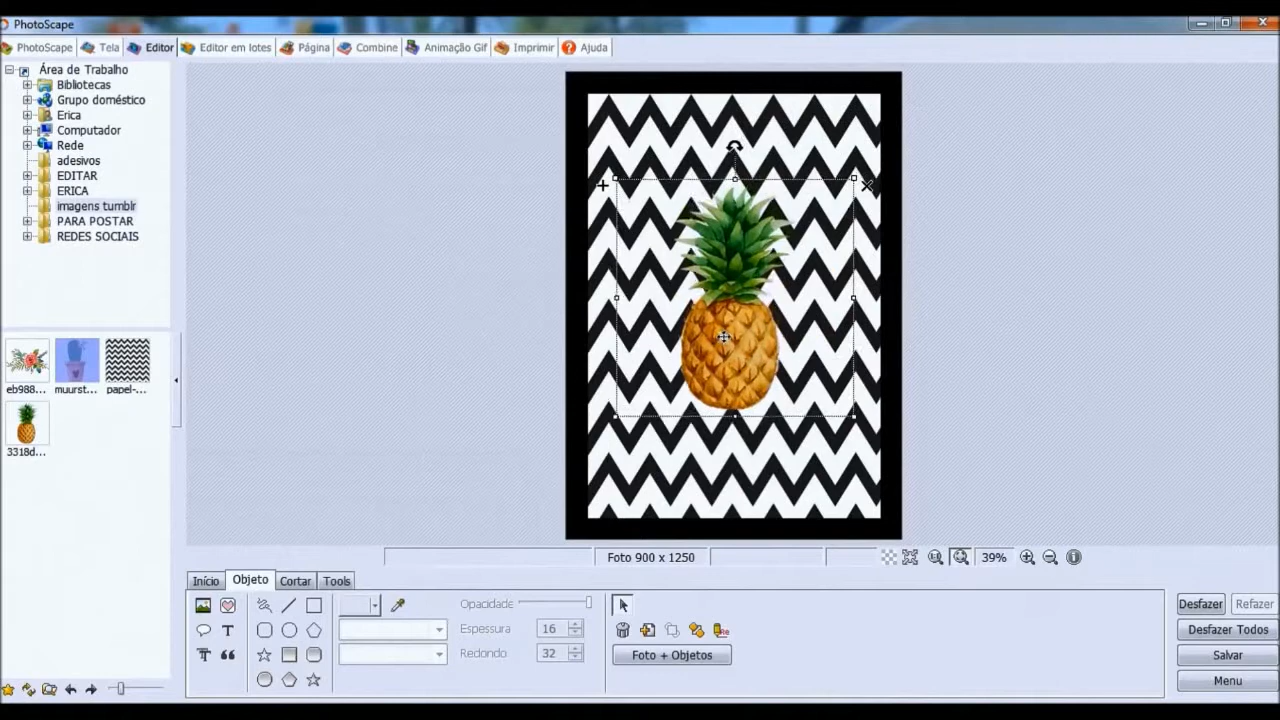 PhotoScape
PhotoScape Tela Editor Editor em lotes Página Combine Animação Gif Imprimir Ajuda
Área de Trabalho
Bibliotecas
Grupo doméstico
Erica
Computador
Rede
adesivos
EDITAR
ERICA
imagens tumblr
PARA POSTAR
REDES SOCIAIS
eb988... muurst... papel-...
3318d...
Foto 900 x 1250 39%
Início Objeto Cortar Tools
Opacidade
Espessura 16
Redondo 32
Foto + Objetos
Desfazer Refazer
Desfazer Todos
Salvar
Menu